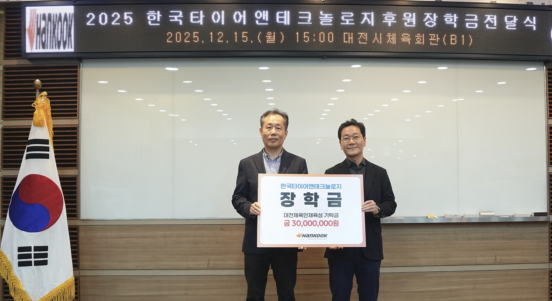 HANKOOK
2025 한국타이어앤테크놀로지후원장학금전달식
2025.12.15.(월) 15:00 대전시체육회관(B1)
한국타이어앤테크놀로지
장 학 금
대전체육인재육성 기탁금
금 30,000,000원
HANKOOK